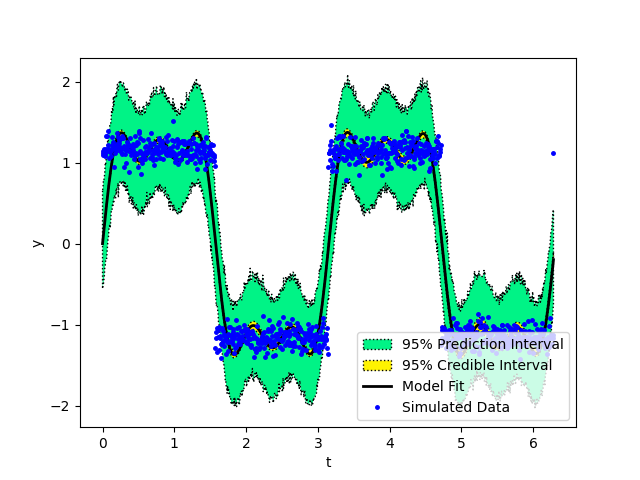 2
1
0
−1
−2
y
0
1
2
3
4
5
6
t
95% Prediction Interval
95% Credible Interval
Model Fit
Simulated Data